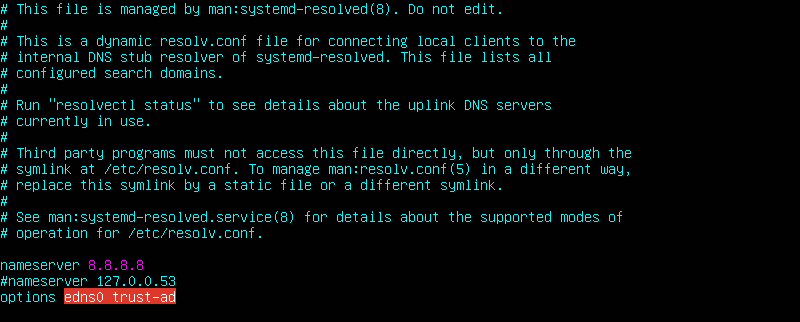 # This file is managed by man:systemd-resolved(8). Do not edit.
#
# This is a dynamic resolv.conf file for connecting local clients to the
# internal DNS stub resolver of systemd-resolved. This file lists all
# configured search domains.
#
# Run "resolvectl status" to see details about the uplink DNS servers
# currently in use.
#
# Third party programs must not access this file directly, but only through the
# symlink at /etc/resolv.conf. To manage man:resolv.conf(5) in a different way,
# replace this symlink by a static file or a different symlink.
#
# See man:systemd-resolved.service(8) for details about the supported modes of
# operation for /etc/resolv.conf.

nameserver 8.8.8.8
#nameserver 127.0.0.53
options edns0 trust-ad